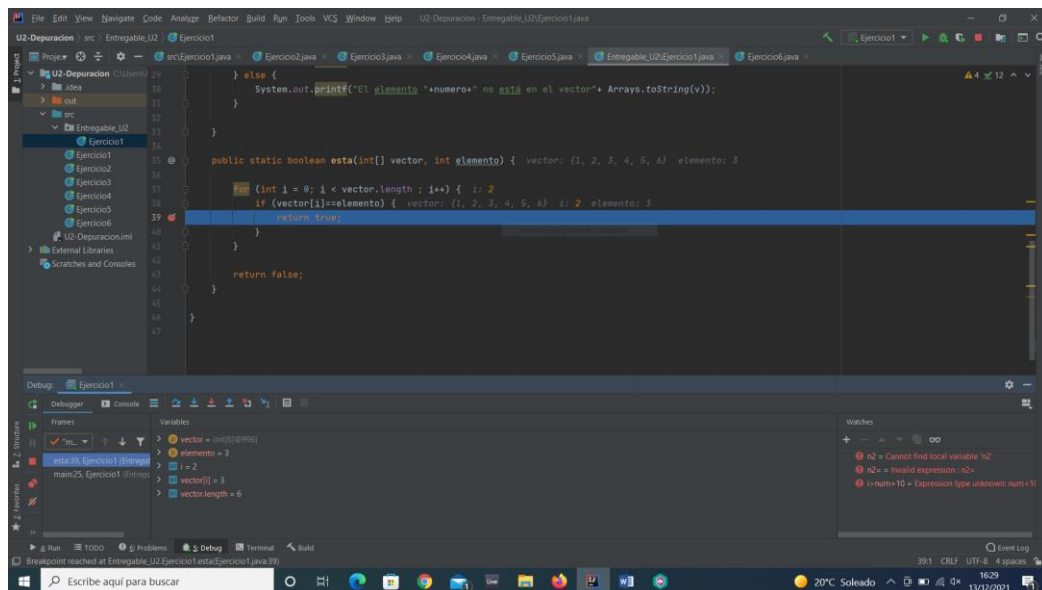 File Edit View Navigate Code Analyze Refactor Build Run Tools VCS Window Help U2-Depuracion - Entregable_U2\Ejercicio1.java
U2-Depuracion src Entregable_U2 Ejercicio1
Ejercicio1
1: Project
src\Ejercicio1.java Ejercicio2.java Ejercicio3.java Ejercicio4.java Ejercicio5.java Entregable_U2\Ejercicio1.java Ejercicio6.java
U2-Depuracion
.idea
out
src
Entregable_U2
Ejercicio1
Ejercicio1
Ejercicio2
Ejercicio3
Ejercicio4
Ejercicio5
Ejercicio6
U2-Depuracion.iml
External Libraries
Scratches and Consoles
4 12
29 } else {
30 System.out.printf("El elemento "+numero+" no está en el vector"+ Arrays.toString(v));
31 }
32
33 }
34
35 @ public static boolean esta(int[] vector, int elemento) { vector: {1, 2, 3, 4, 5, 6} elemento: 3
36
37 for (int i = 0; i < vector.length ; i++) { i: 2
38 if (vector[i]==elemento) { vector: {1, 2, 3, 4, 5, 6} i: 2 elemento: 3
39 return true;
40 }
41 }
42
43 return false;
44 }
45
46 }
47
Debug: Ejercicio1
Debugger Console
Frames Variables Watches
"m...
esta:39, Ejercicio1
main:25, Ejercicio1
vector = {int[6]@996}
elemento = 3
i = 2
vector[i] = 3
vector.length = 6
n2 = Cannot find local variable 'n2'
n2= = Invalid expression : n2=
i>num+10 = Expression type unknown: num+10
Z: Structure
2: Favorites
4: Run TODO 6: Problems 5: Debug Terminal Build Event Log
Breakpoint reached at Entregable_U2.Ejercicio1.esta(Ejercicio1.java:39) 39:1 CRLF UTF-8 4 spaces
Escribe aquí para buscar
20°C Soleado
16:29
13/12/2021